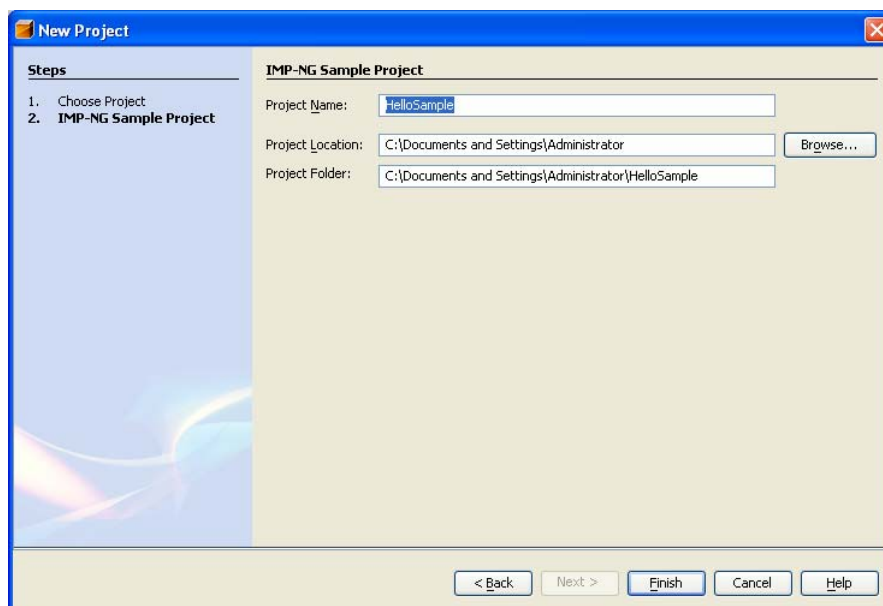 New Project
Steps
1. Choose Project
2. IMP-NG Sample Project
IMP-NG Sample Project
Project Name: HelloSample
Project Location: C:\Documents and Settings\Administrator Browse...
Project Folder: C:\Documents and Settings\Administrator\HelloSample
< Back Next > Finish Cancel Help